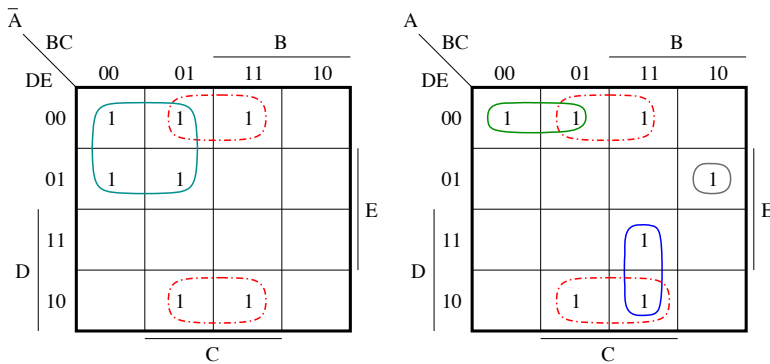 A̅ A
BC B BC B
DE 00 01 11 10 DE 00 01 11 10
00 1 1 1 00 1 1 1
01 1 1 01 1
E E
11 11 1
D D
10 1 1 10 1 1
C C